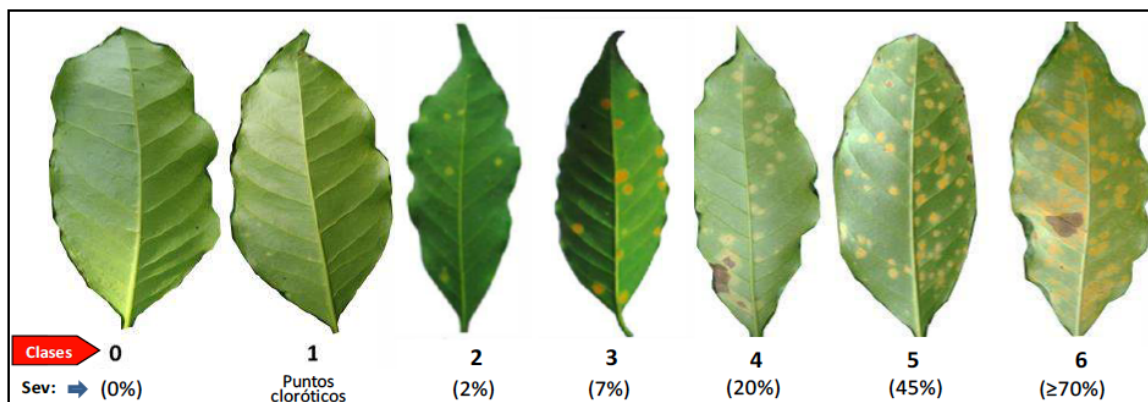 Clases 0 1 2 3 4 5 6
Sev: (0%) Puntos cloróticos (2%) (7%) (20%) (45%) (≥70%)